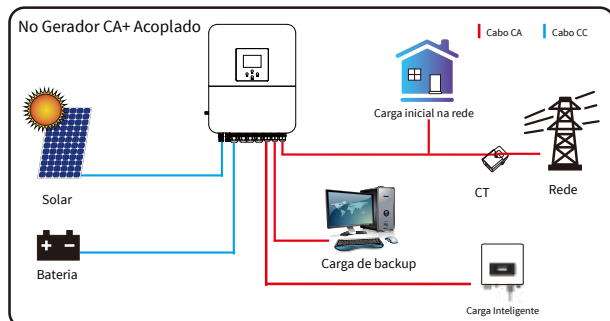 No Gerador CA+ Acoplado
Cabo CA
Cabo CC
Carga inicial na rede
Solar
CT
Rede
Bateria
Carga de backup
Carga Inteligente